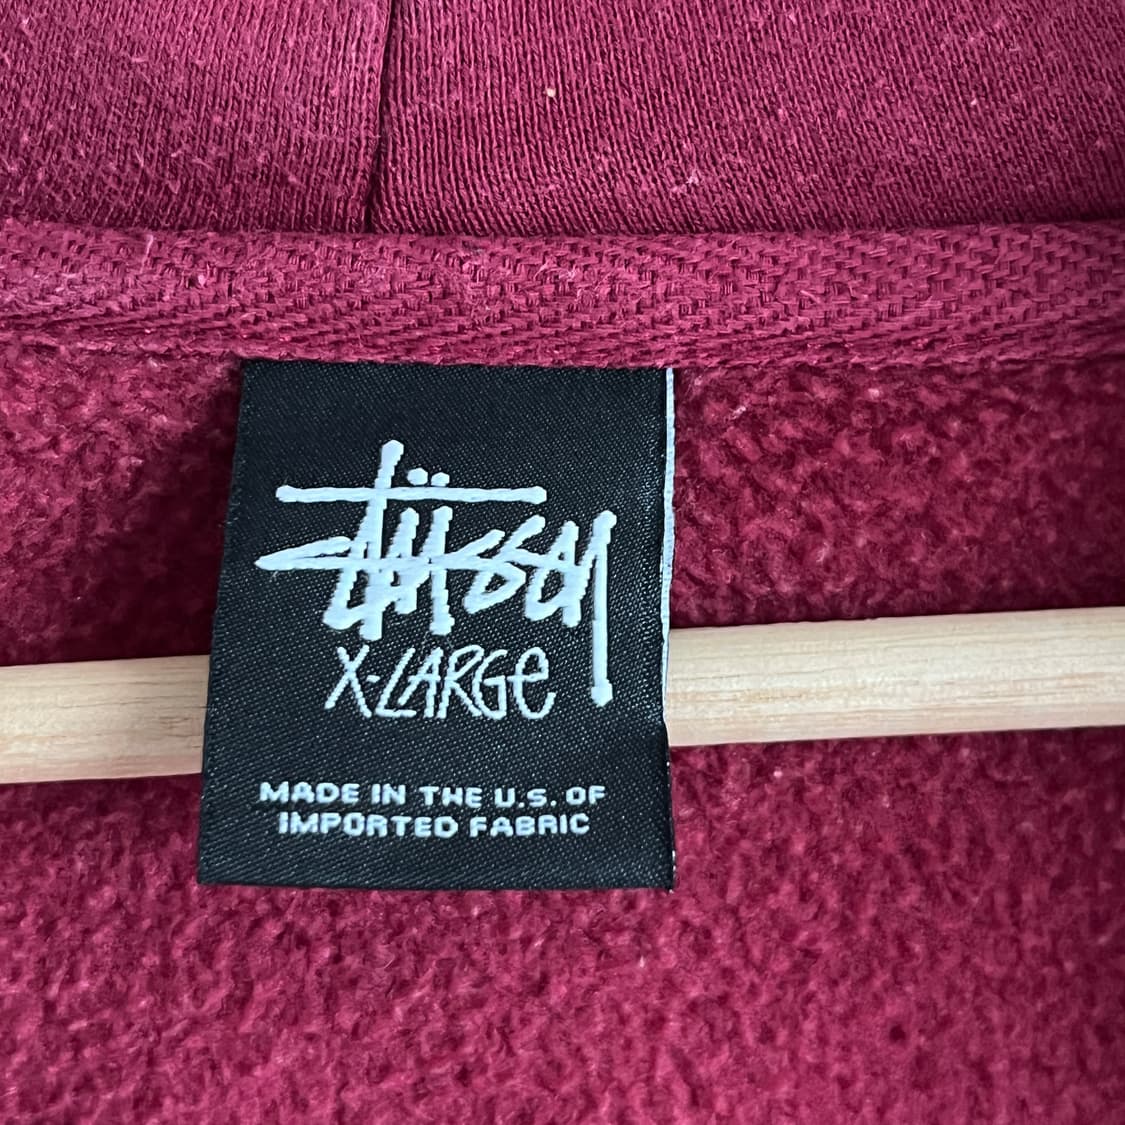 Stüssy
X-LARGe
MADE IN THE U.S. OF
IMPORTED FABRIC